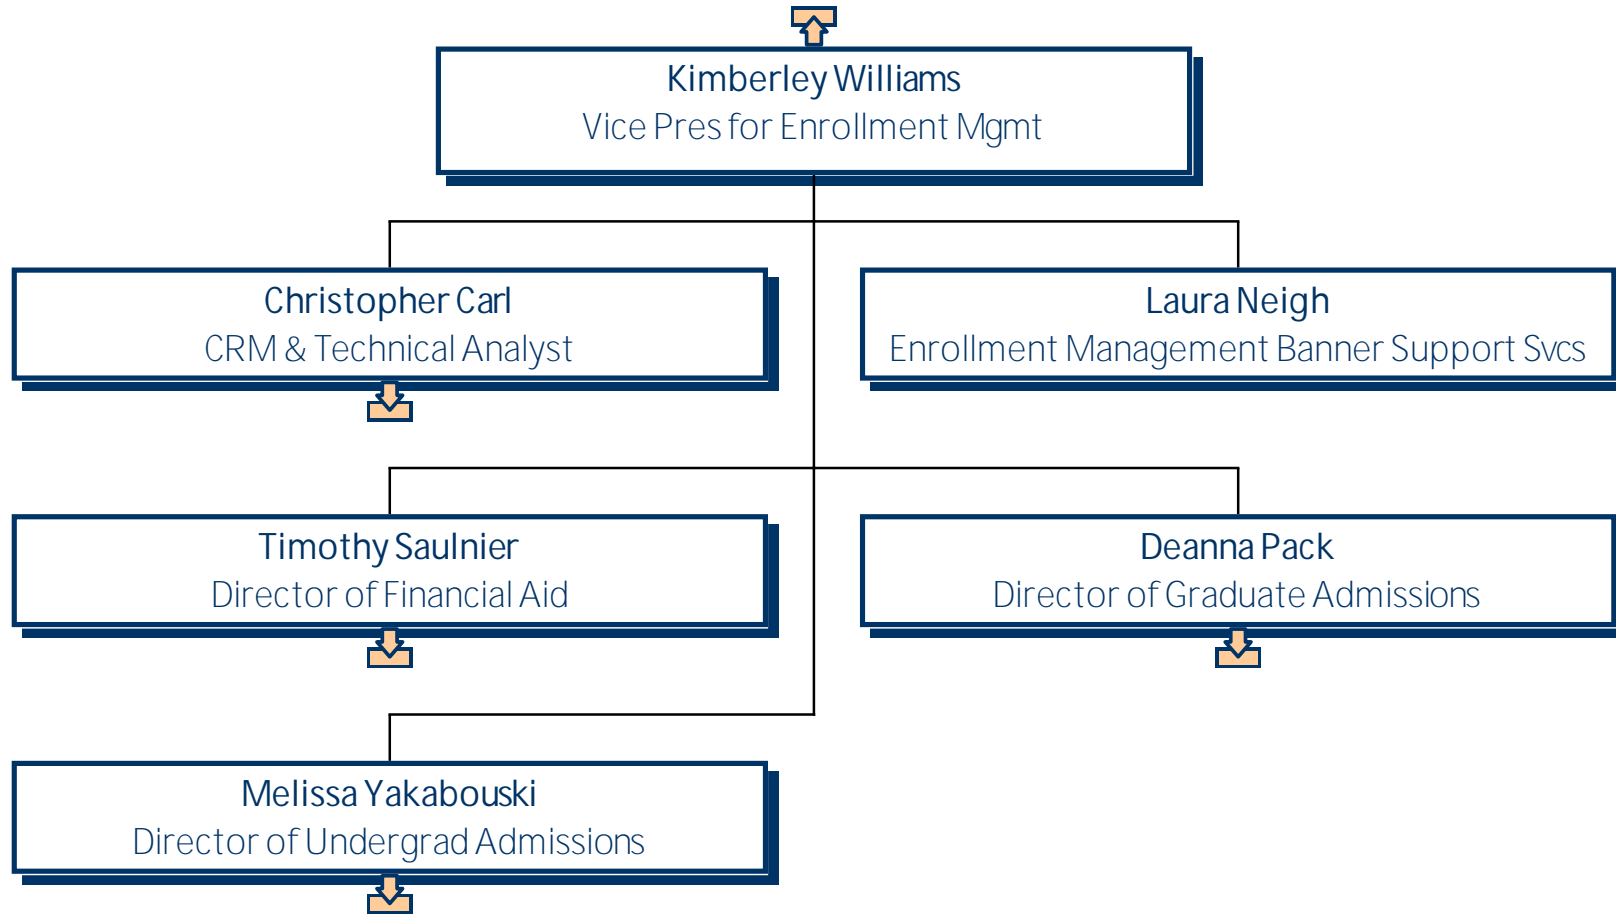 Kimberley Williams
Vice Pres for Enrollment Mgmt
Christopher Carl
CRM & Technical Analyst
Laura Neigh
Enrollment Management Banner Support Svcs
Timothy Saulnier
Director of Financial Aid
Deanna Pack
Director of Graduate Admissions
Melissa Yakabouski
Director of Undergrad Admissions